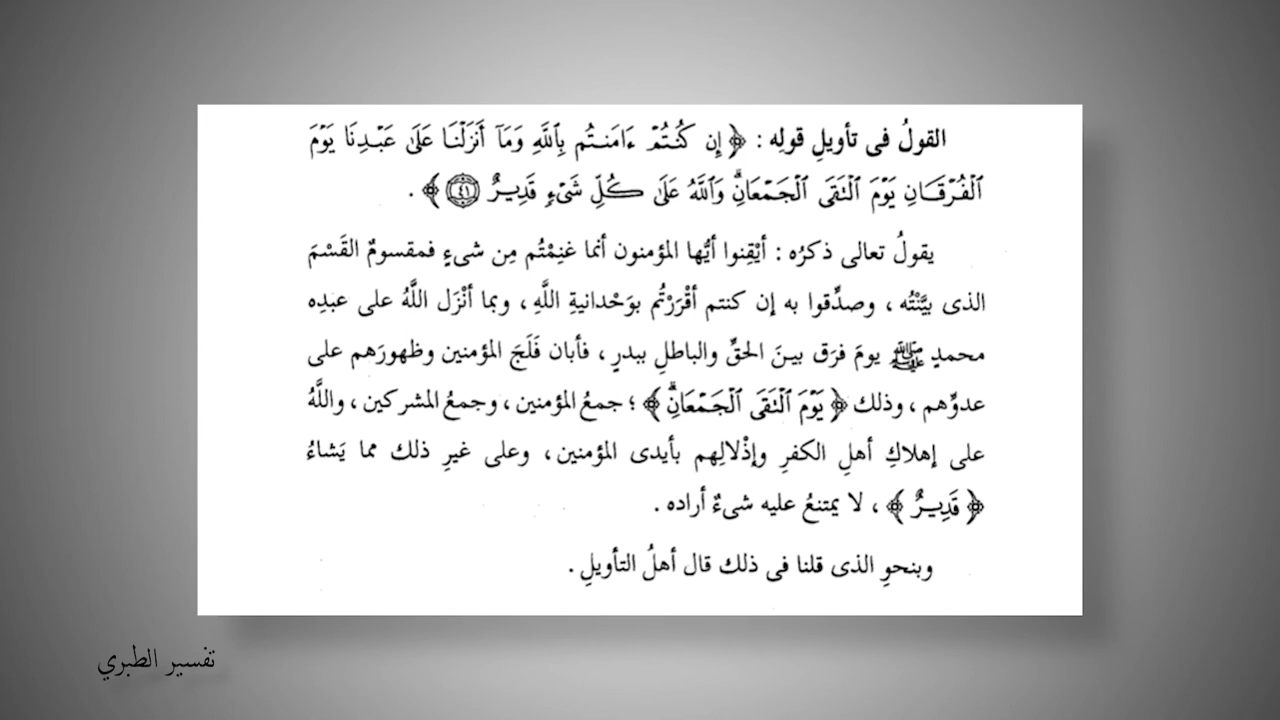 القولُ فى تأويلِ قولِه : ﴿ إِن كُنتُمْ ءَامَنتُم بِٱللَّهِ وَمَآ أَنزَلْنَا عَلَىٰ عَبْدِنَا يَوْمَ
ٱلْفُرْقَانِ يَوْمَ ٱلْتَقَى ٱلْجَمْعَانِۗ وَٱللَّهُ عَلَىٰ كُلِّ شَىْءٍ قَدِيرٌ ٤١ ﴾ .
يقولُ تعالى ذكرُه : أيْقِنوا أيُّها المؤمنون أنما غنِمْتُم مِن شىءٍ فمقسومٌ القَسْمَ
الذى بيَّنْتُه ، وصدِّقوا به إن كنتم أقْرَرْتُم بوَحْدانيةِ اللَّهِ ، وبما أنْزَل اللَّهُ على عبدِه
محمدٍ ﷺ يومَ فرَق بينَ الحقِّ والباطلِ ببدرٍ ، فأبان فَلَجَ المؤمنين وظهورَهم على
عدوِّهم ، وذلك ﴿ يَوْمَ ٱلْتَقَى ٱلْجَمْعَانِۗ ﴾ ؛ جمعُ المؤمنين ، وجمعُ المشركين ، واللَّهُ
على إهلاكِ أهلِ الكفرِ وإذْلالِهم بأيدى المؤمنين ، وعلى غيرِ ذلك مما يَشاءُ
﴿ قَدِيرٌ ﴾ ، لا يمتنعُ عليه شىءٌ أراده .
وبنحوِ الذى قلنا فى ذلك قال أهلُ التأويلِ .
تفسير الطبري